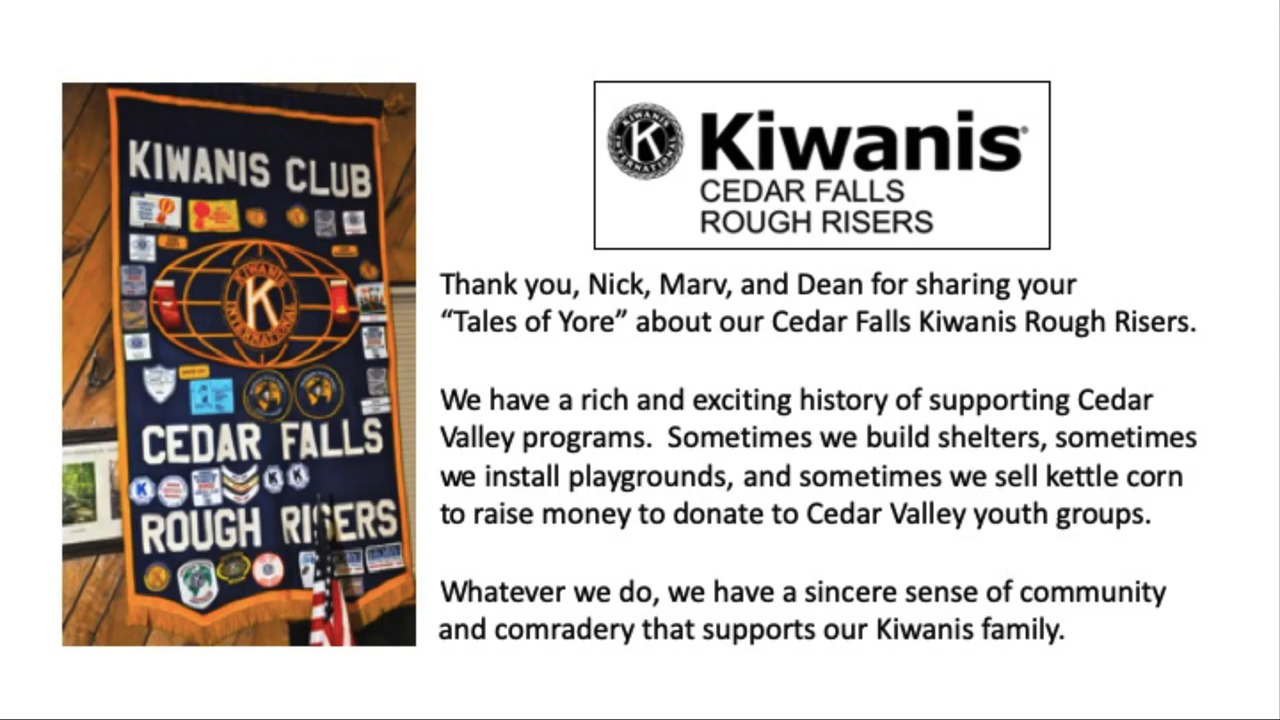 KIWANIS CLUB
KIWANIS
K
INTERNATIONAL
CEDAR FALLS
ROUGH RISERS
KIWANIS
K
INTERNATIONAL
Kiwanis®
CEDAR FALLS
ROUGH RISERS
Thank you, Nick, Marv, and Dean for sharing your
“Tales of Yore” about our Cedar Falls Kiwanis Rough Risers.
We have a rich and exciting history of supporting Cedar
Valley programs.  Sometimes we build shelters, sometimes
we install playgrounds, and sometimes we sell kettle corn
to raise money to donate to Cedar Valley youth groups.
Whatever we do, we have a sincere sense of community
and comradery that supports our Kiwanis family.